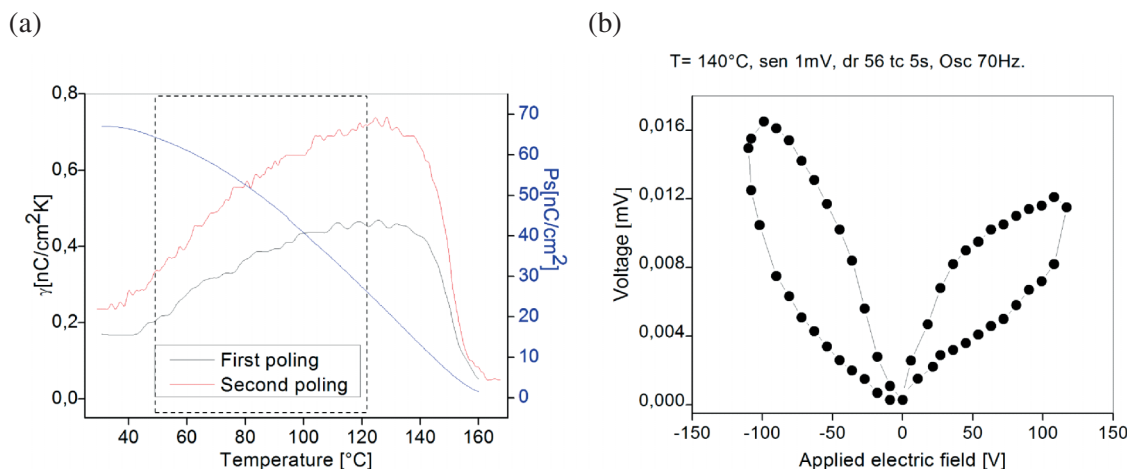 (a)
(b)
T= 140°C, sen 1mV, dr 56 tc 5s, Osc 70Hz.
0,8
0,6
0,4
0,2
0,0
γ[nC/cm²K]
70
60
50
40
30
20
10
0
Ps[nC/cm²]
First poling
Second poling
40 60 80 100 120 140 160
Temperature [°C]
0,016
0,012
0,008
0,004
0,000
Voltage [mV]
-150 -100 -50 0 50 100 150
Applied electric field [V]